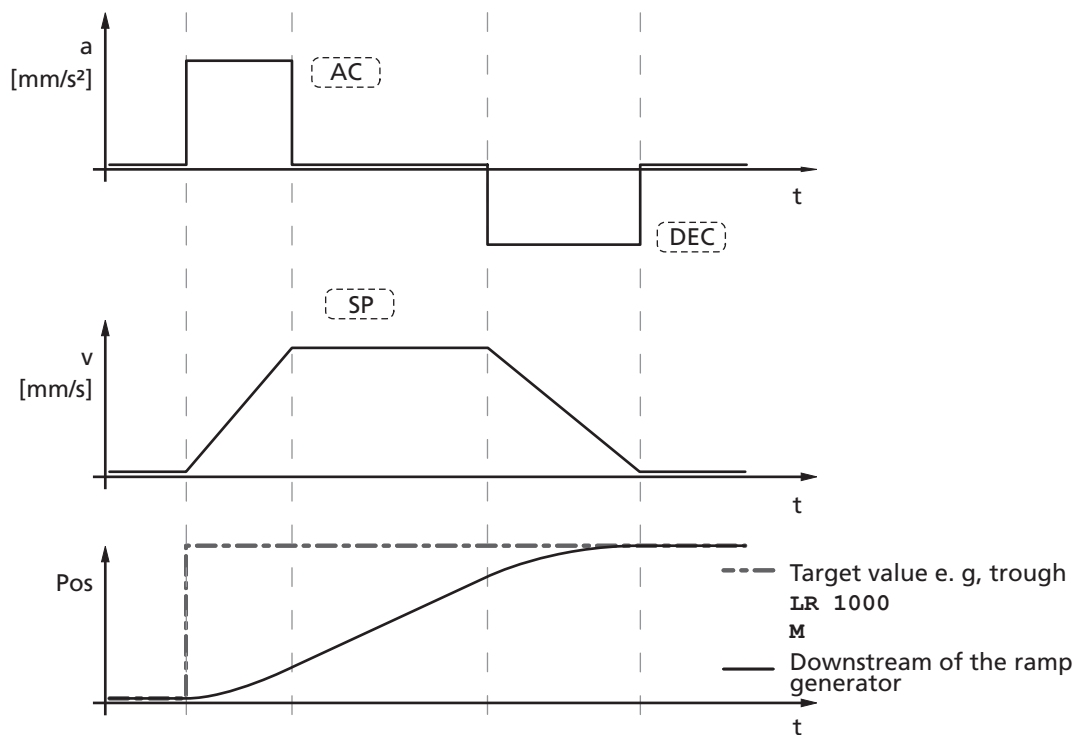 a
[mm/s²]
AC
t
DEC
SP
v
[mm/s]
t
Pos
Target value e. g, trough
LR 1000
M
Downstream of the ramp
generator
t